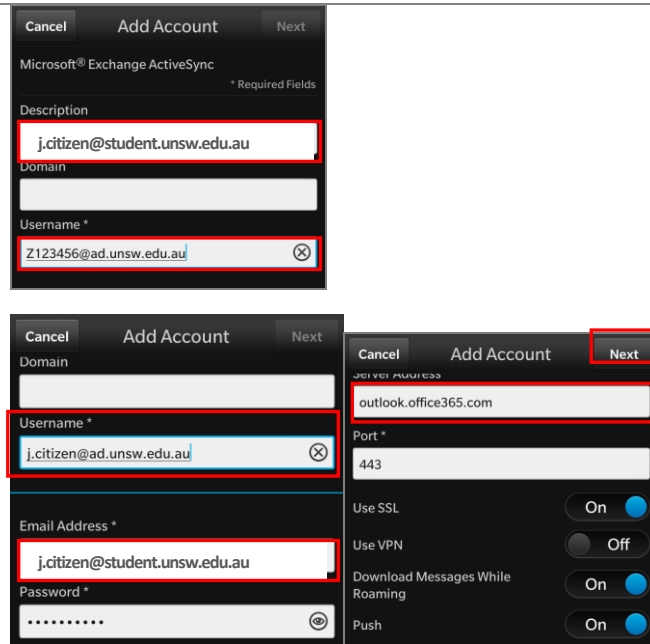 Cancel Add Account Next
Microsoft® Exchange ActiveSync
* Required Fields
Description
j.citizen@student.unsw.edu.au
Domain
Username *
Z123456@ad.unsw.edu.au
Cancel Add Account Next
Domain
Username *
j.citizen@ad.unsw.edu.au
Email Address *
j.citizen@student.unsw.edu.au
Password *
••••••••••
Cancel Add Account Next
Server Address
outlook.office365.com
Port *
443
Use SSL On
Use VPN Off
Download Messages While
Roaming On
Push On